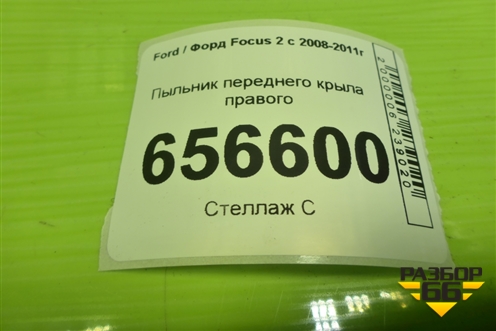 Ford / Форд Focus 2 с 2008-2011г
Пыльник переднего крыла
правого
656600
Стеллаж С
2000006239020
РАЗБОР
66